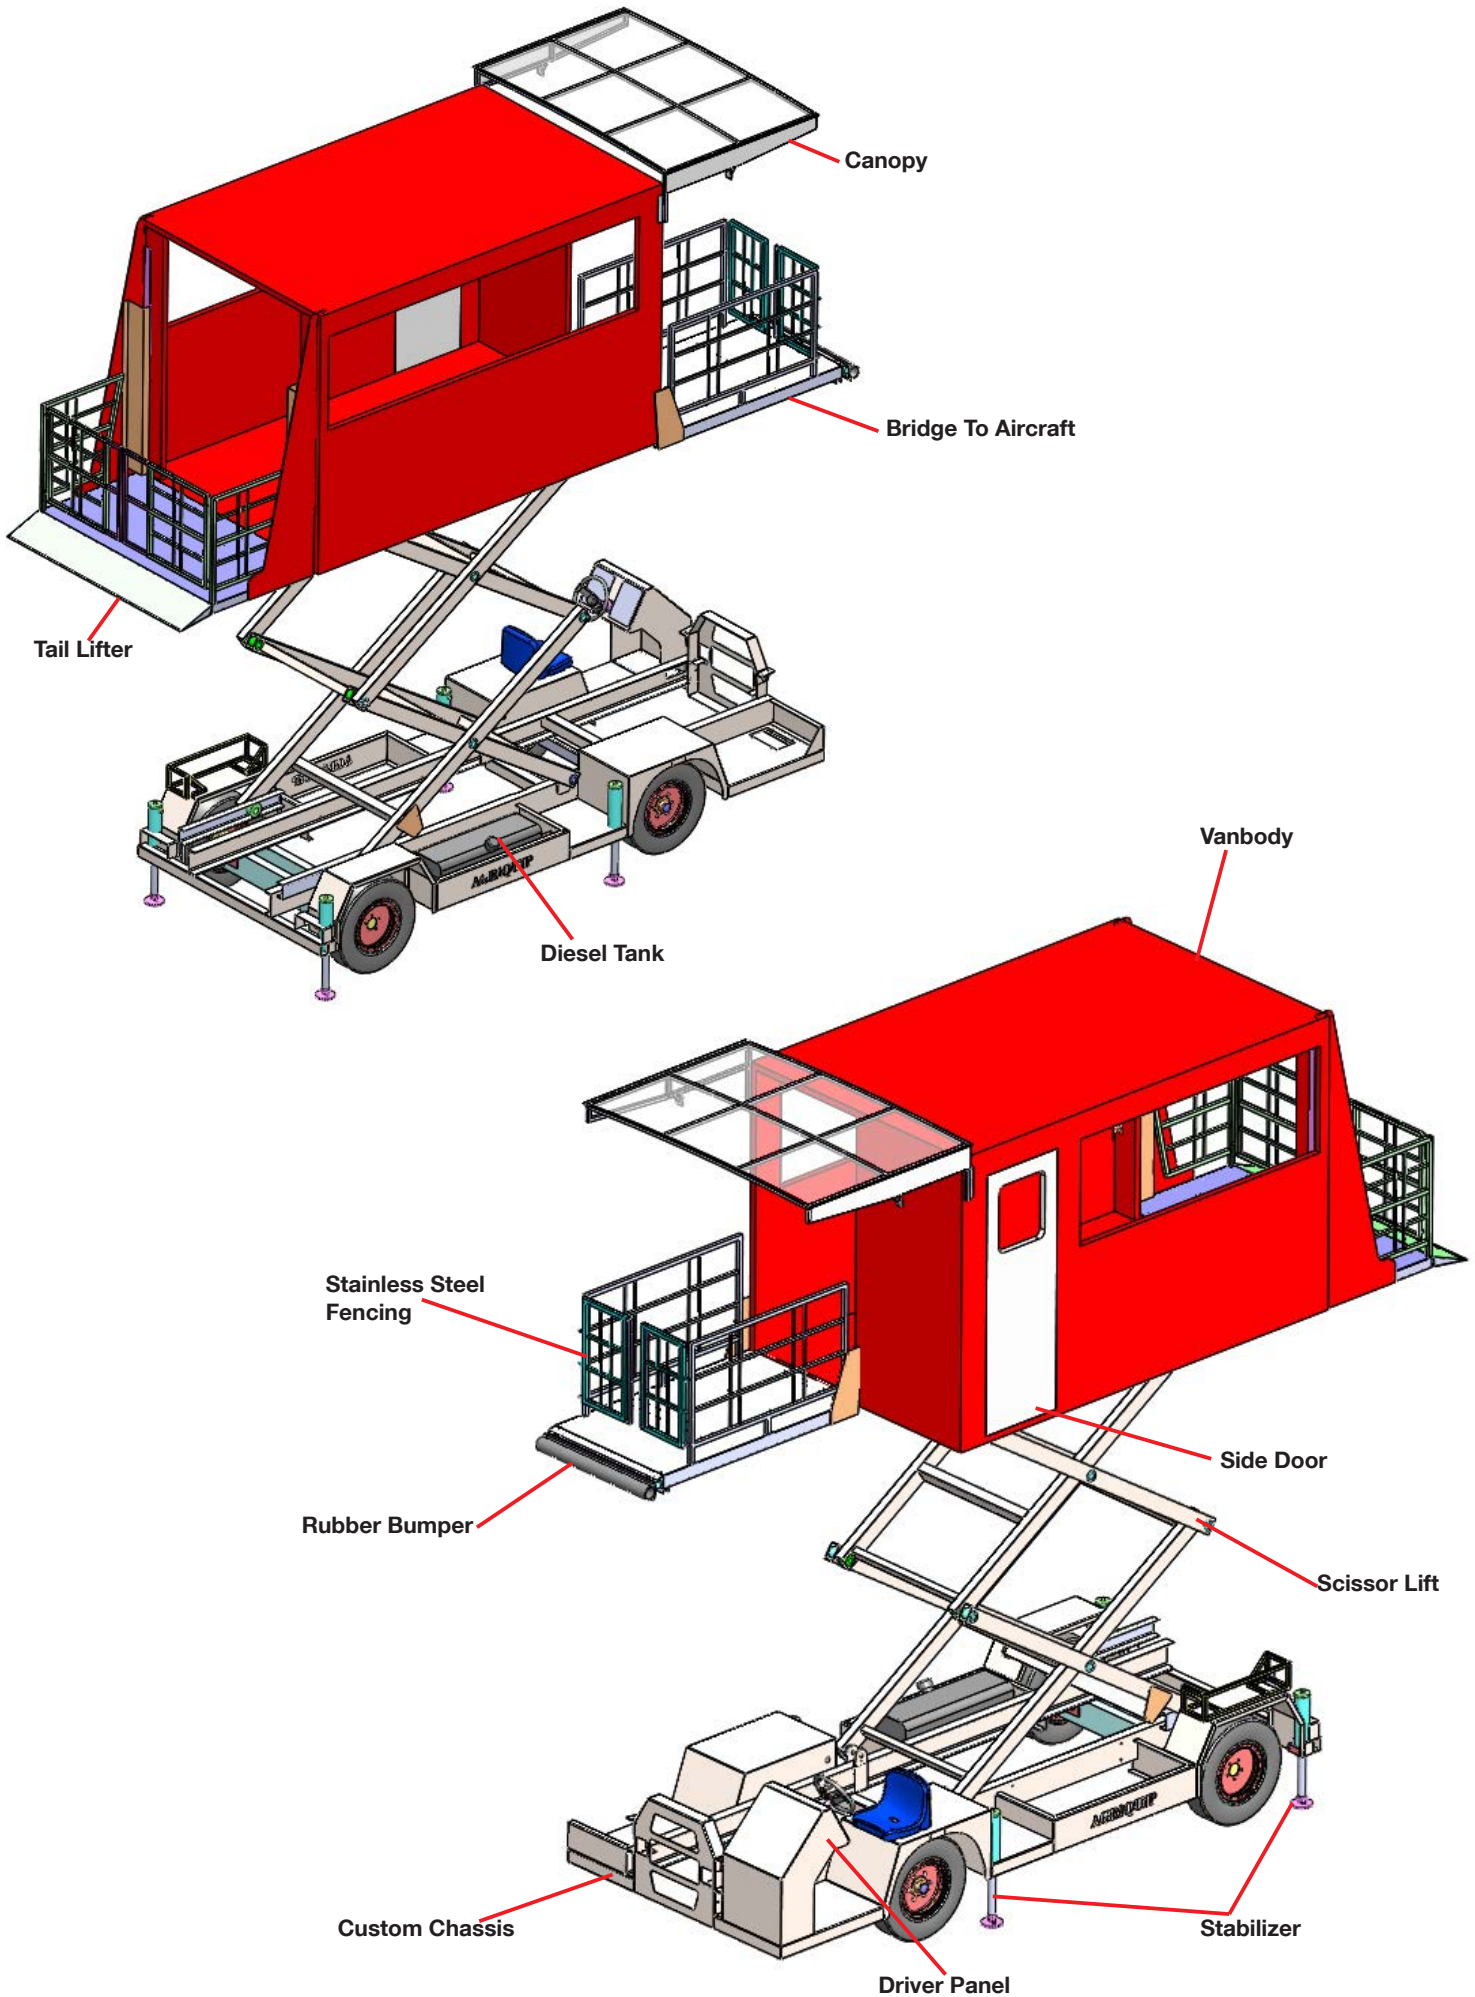 Canopy
Bridge To Aircraft
Tail Lifter
Diesel Tank
Vanbody
Stainless Steel
Fencing
Side Door
Rubber Bumper
Scissor Lift
Custom Chassis
Stabilizer
Driver Panel